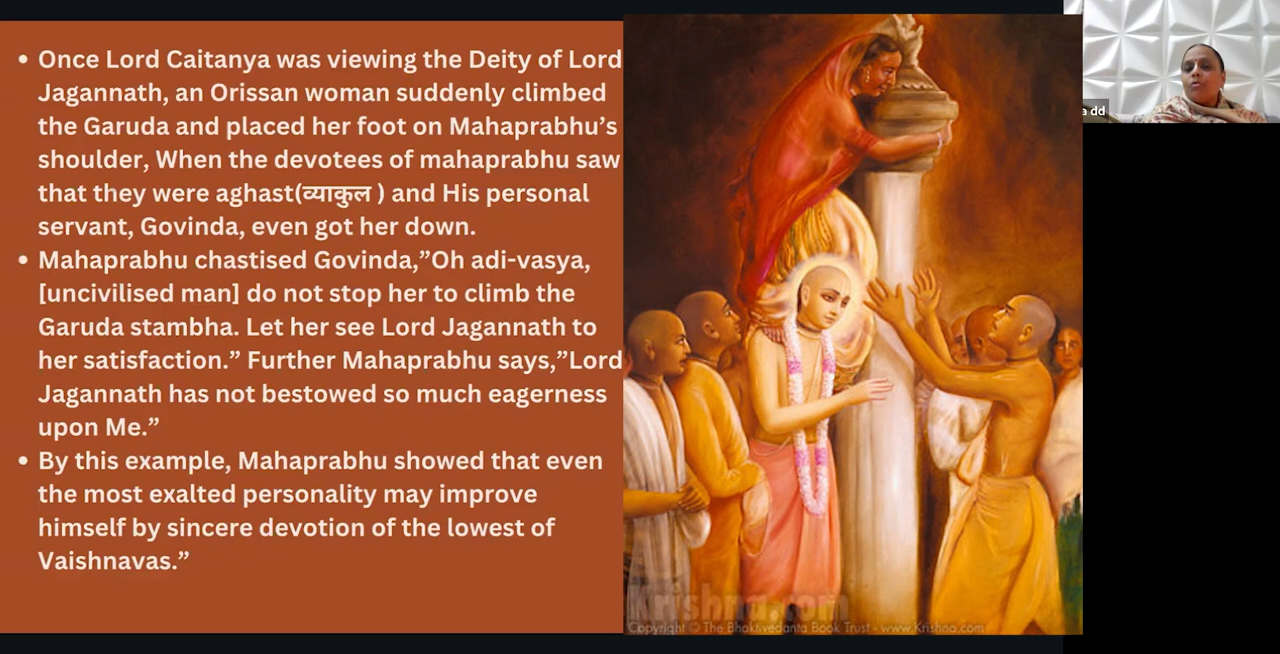 • Once Lord Caitanya was viewing the Deity of Lord
Jagannath, an Orissan woman suddenly climbed
the Garuda and placed her foot on Mahaprabhu’s
shoulder, When the devotees of mahaprabhu saw
that they were aghast(व्याकुल ) and His personal
servant, Govinda, even got her down.
• Mahaprabhu chastised Govinda,”Oh adi-vasya,
[uncivilised man] do not stop her to climb the
Garuda stambha. Let her see Lord Jagannath to
her satisfaction.” Further Mahaprabhu says,”Lord
Jagannath has not bestowed so much eagerness
upon Me.”
• By this example, Mahaprabhu showed that even
the most exalted personality may improve
himself by sincere devotion of the lowest of
Vaishnavas.”
Krishna.com
Copyright © The Bhaktivedanta Book Trust - www.Krishna.com
a dd